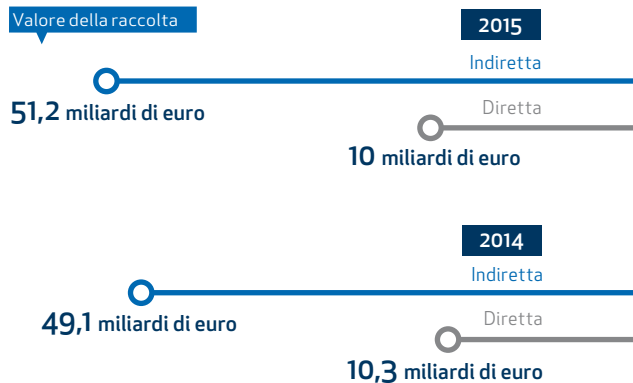 Valore della raccolta
2015
Indiretta
51,2 miliardi di euro
Diretta
10 miliardi di euro
2014
Indiretta
49,1 miliardi di euro
Diretta
10,3 miliardi di euro